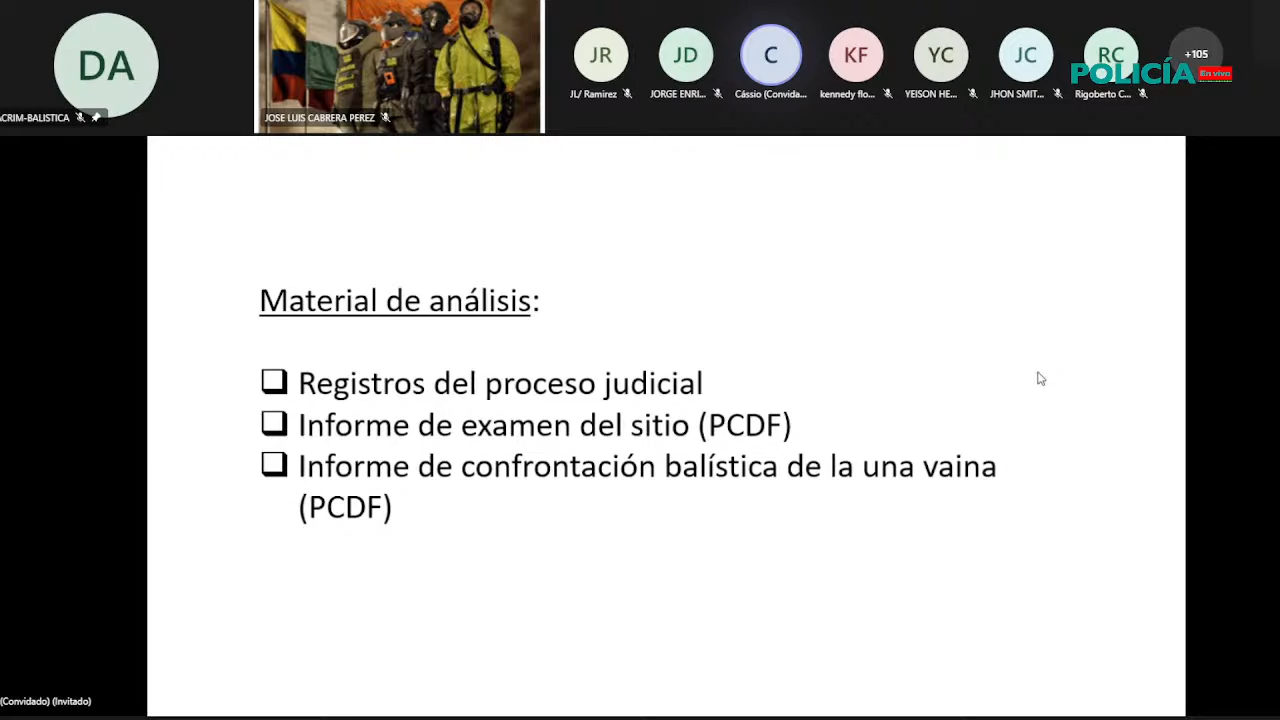 DA
JR
JD
C
KF
YC
JC
RC
+105
POLICÍA En vivo
ACRIM-BALISTICA
JOSE LUIS CABRERA PEREZ
JL/ Ramirez
JORGE ENRI...
Cássio (Convida...
kennedy flo...
YEISON HE...
JHON SMIT...
Rigoberto C...
Material de análisis:
❑ Registros del proceso judicial
❑ Informe de examen del sitio (PCDF)
❑ Informe de confrontación balística de la una vaina
(PCDF)
(Convidado) (Invitado)